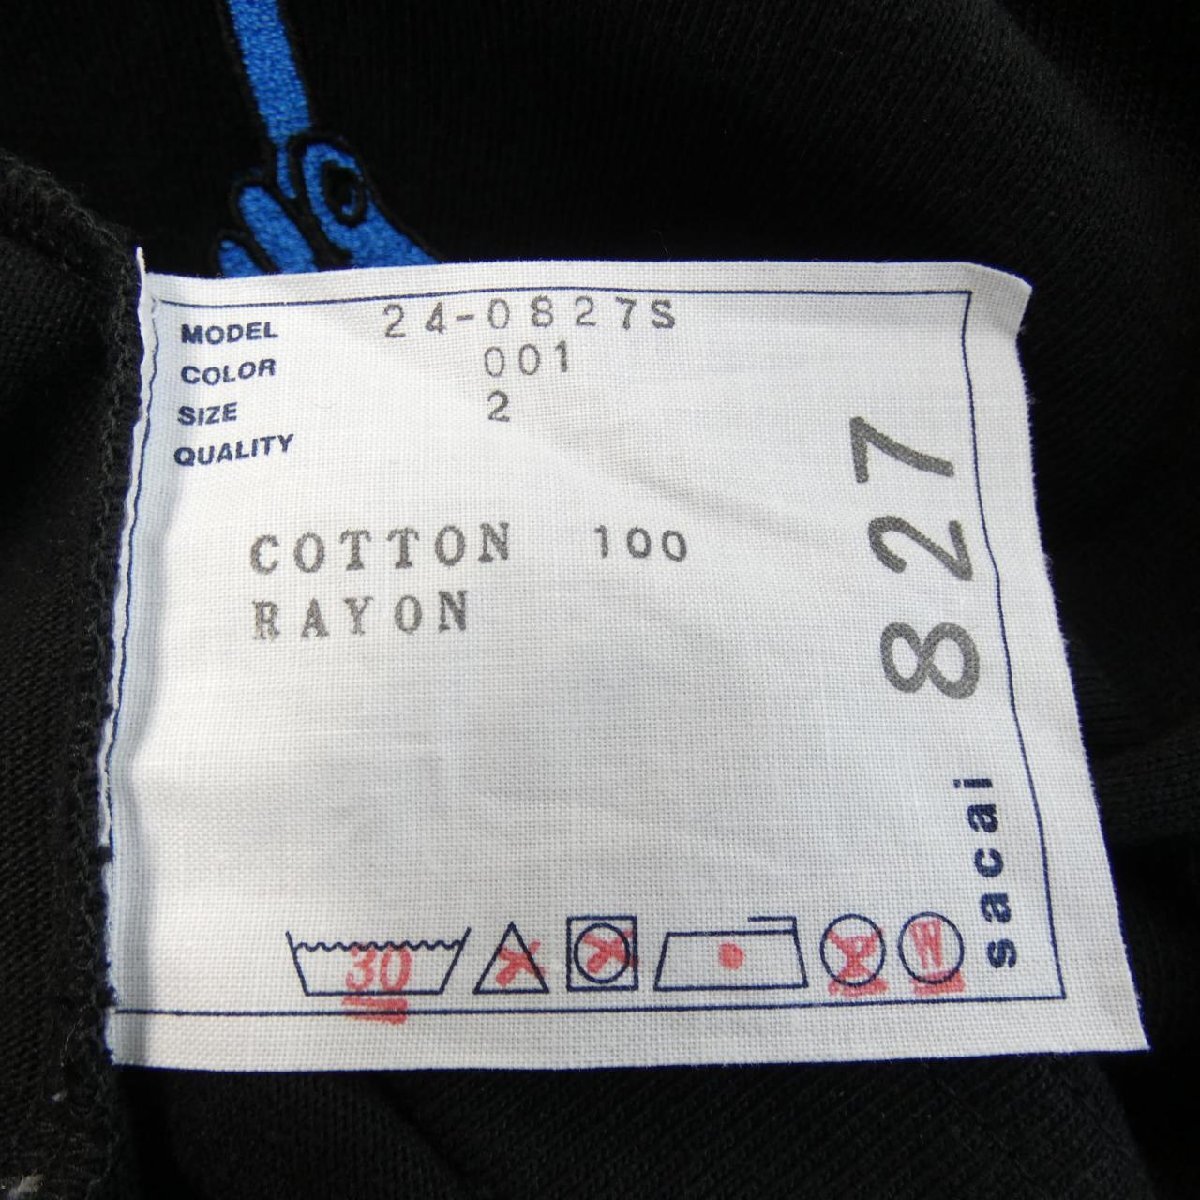 MODEL 24-0827S
COLOR 001
SIZE 2
QUALITY
COTTON 100
RAYON
827
sacai
30
P W